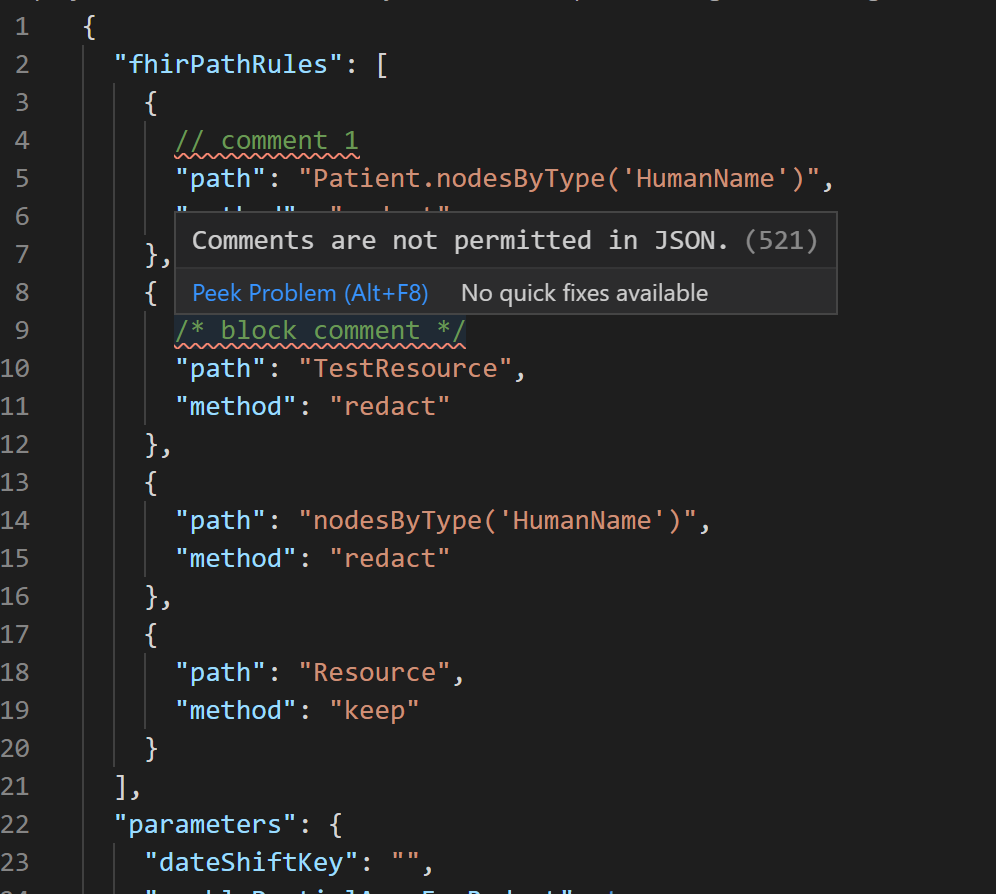 1 {
2 "fhirPathRules": [
3 {
4 // comment 1
5 "path": "Patient.nodesByType('HumanName')",
6
7 },
Comments are not permitted in JSON. (521)
8 {
Peek Problem (Alt+F8) No quick fixes available
9 /* block comment */
10 "path": "TestResource",
11 "method": "redact"
12 },
13 {
14 "path": "nodesByType('HumanName')",
15 "method": "redact"
16 },
17 {
18 "path": "Resource",
19 "method": "keep"
20 }
21 ],
22 "parameters": {
23 "dateShiftKey": "",